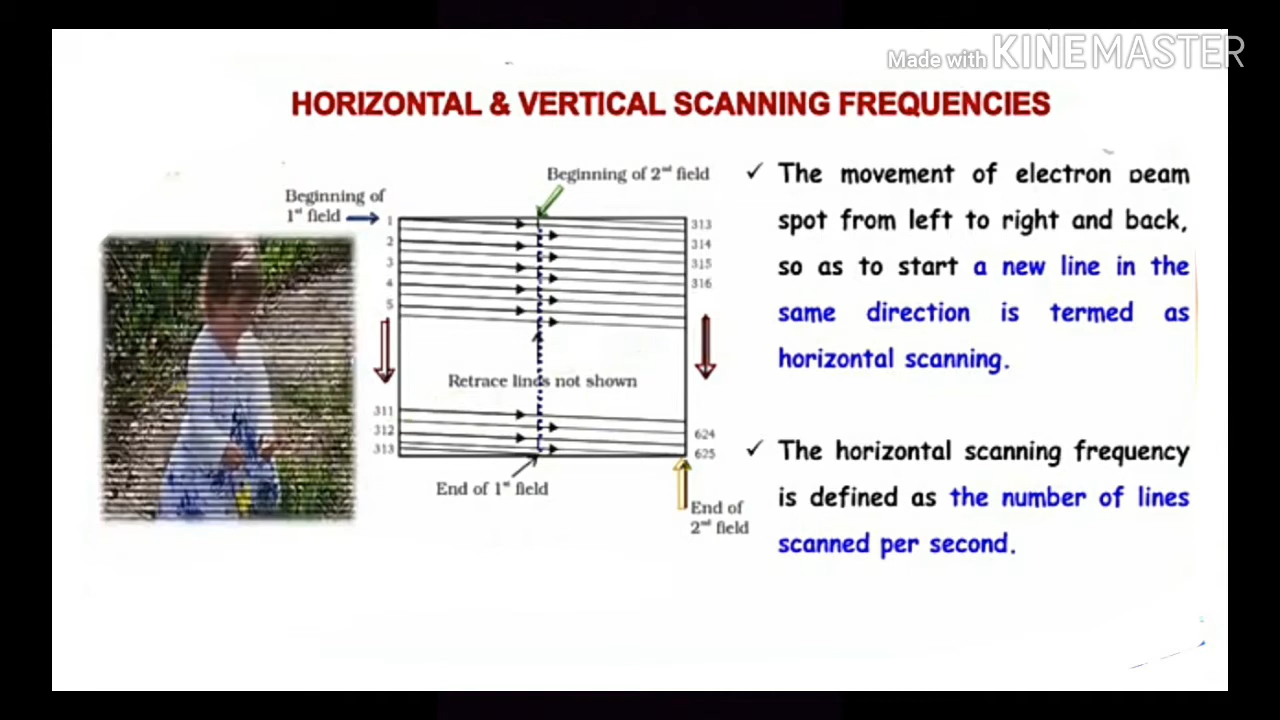 Made with KINEMASTER
HORIZONTAL & VERTICAL SCANNING FREQUENCIES
Beginning of 2nd field
Beginning of
1st field
1
2
3
4
5
313
314
315
316
Retrace lines not shown
311
312
313
624
625
End of 1st field
End of
2nd field
✓ The movement of electron beam
spot from left to right and back,
so as to start a new line in the
same direction is termed as
horizontal scanning.
✓ The horizontal scanning frequency
is defined as the number of lines
scanned per second.